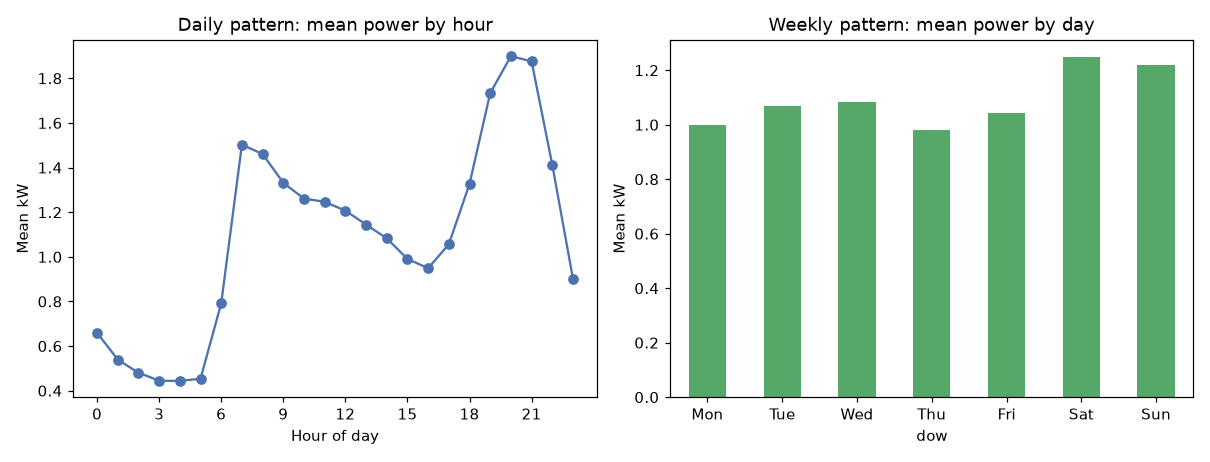 Daily pattern: mean power by hour
Mean kW
1.8
1.6
1.4
1.2
1.0
0.8
0.6
0.4
0 3 6 9 12 15 18 21
Hour of day
Weekly pattern: mean power by day
Mean kW
1.2
1.0
0.8
0.6
0.4
0.2
0.0
Mon Tue Wed Thu Fri Sat Sun
dow